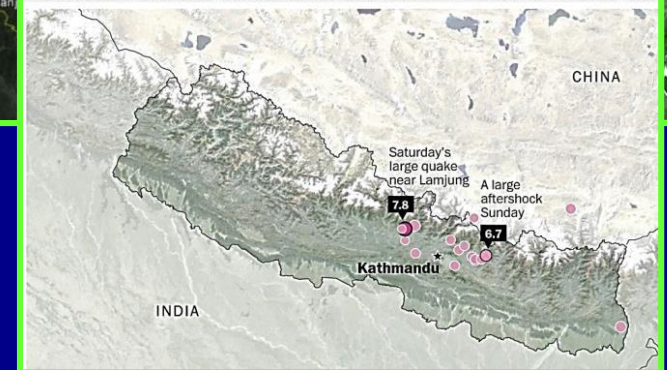 CHINA
Saturday's
large quake
near Lamjung
7.8
A large
aftershock
Sunday
6.7
Kathmandu
INDIA